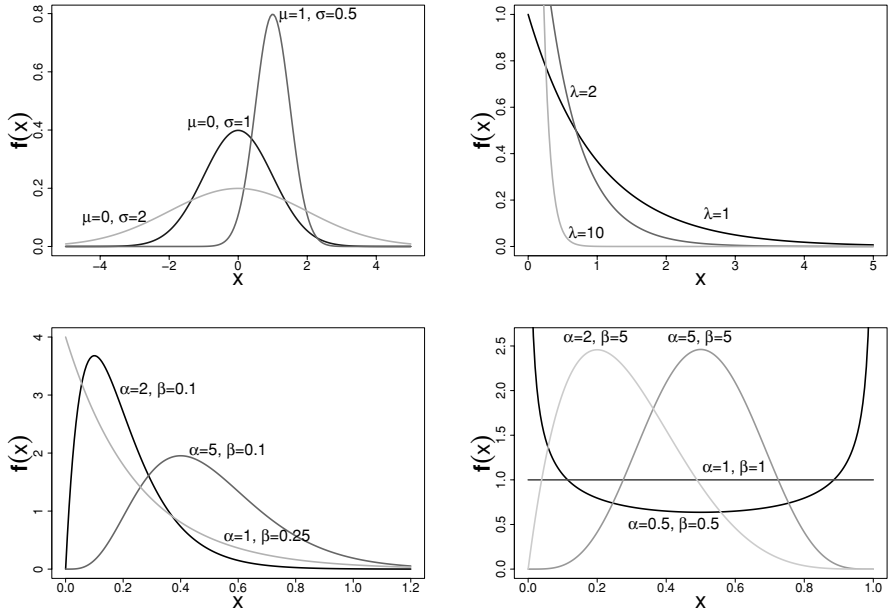 μ=1, σ=0.5
μ=0, σ=1
μ=0, σ=2
f(x)
0.0 0.2 0.4 0.6 0.8
−4 −2 0 2 4
x
λ=2
λ=1
λ=10
f(x)
0.0 0.2 0.4 0.6 0.8 1.0
0 1 2 3 4 5
x
α=2, β=0.1
α=5, β=0.1
α=1, β=0.25
f(x)
0 1 2 3 4
0.0 0.2 0.4 0.6 0.8 1.0 1.2
x
α=2, β=5
α=5, β=5
α=1, β=1
α=0.5, β=0.5
f(x)
0.0 0.5 1.0 1.5 2.0 2.5
0.0 0.2 0.4 0.6 0.8 1.0
x